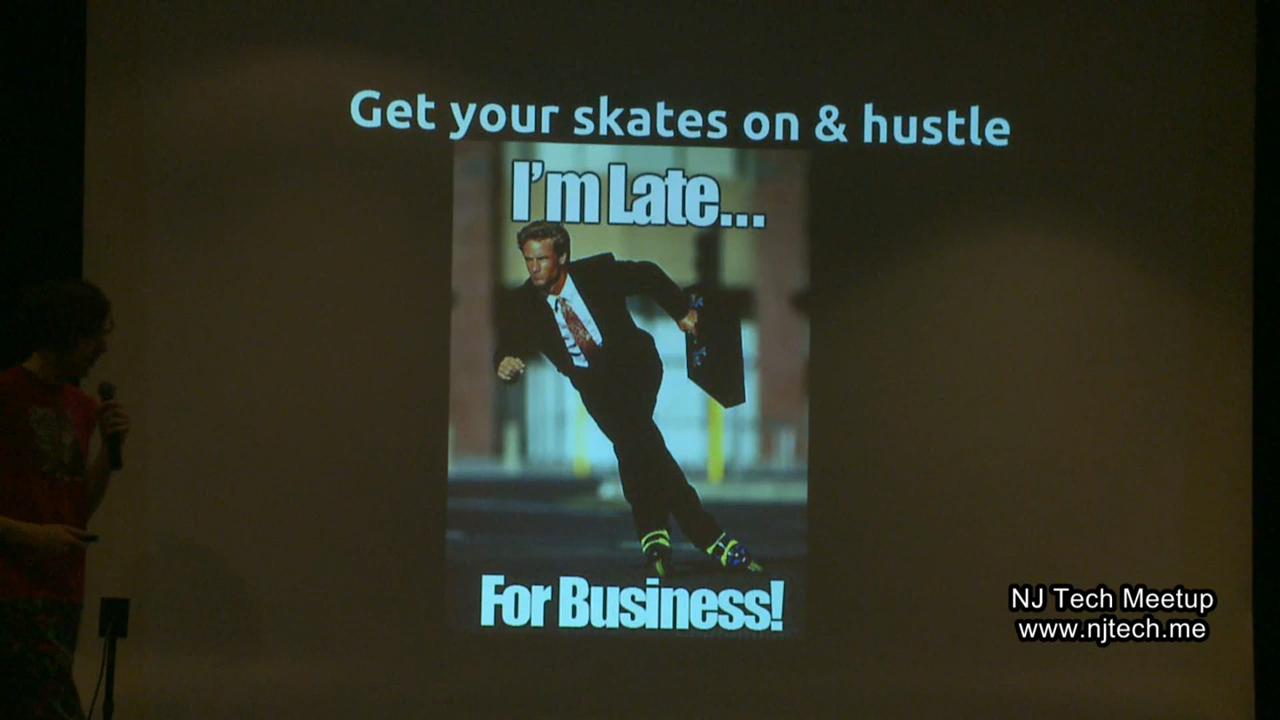 Get your skates on & hustle
I'm Late...
For Business!
NJ Tech Meetup
www.njtech.me